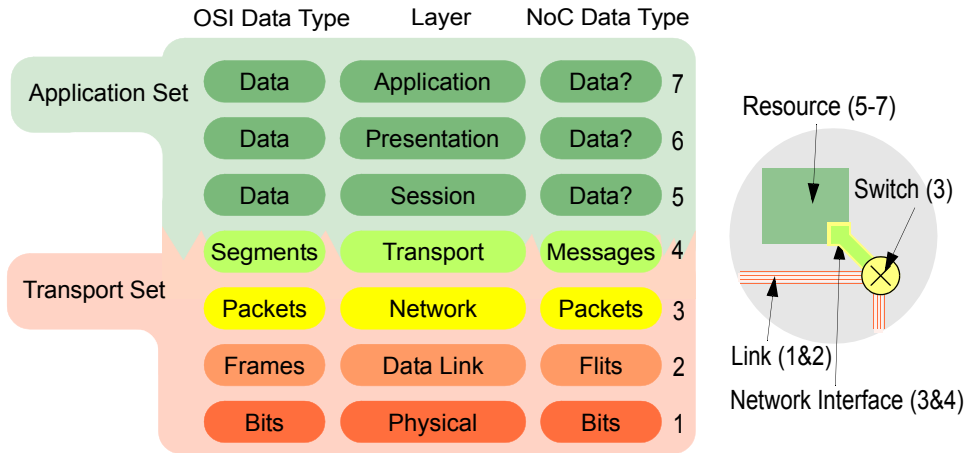 OSI Data Type Layer NoC Data Type
Application Set
Data Application Data? 7
Data Presentation Data? 6
Data Session Data? 5
Segments Transport Messages 4
Transport Set
Packets Network Packets 3
Frames Data Link Flits 2
Bits Physical Bits 1
Resource (5-7)
Switch (3)
Link (1&2)
Network Interface (3&4)